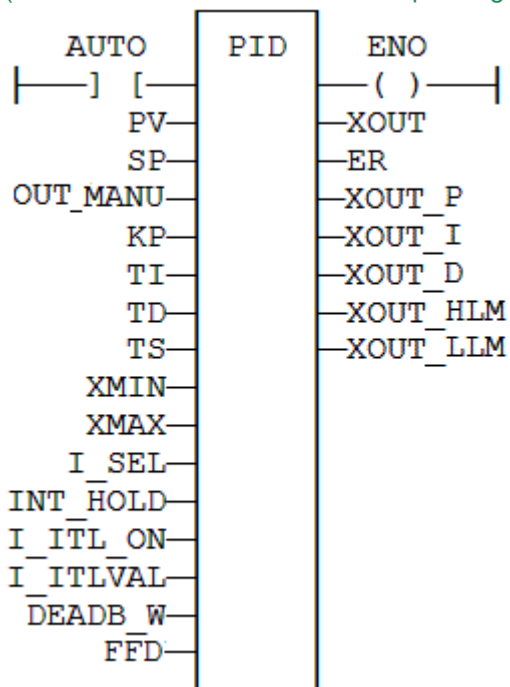 AUTO PID ENO
] [ ( )
PV XOUT
SP ER
OUT_MANU XOUT_P
KP XOUT_I
TI XOUT_D
TD XOUT_HLM
TS XOUT_LLM
XMIN
XMAX
I_SEL
INT_HOLD
I_ITL_ON
I_ITLVAL
DEADB_W
FFD